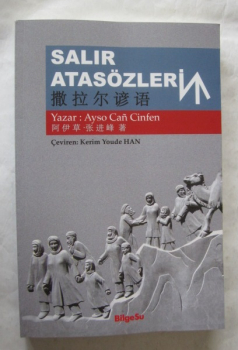 SALIR
ATASÖZLERİ
撒拉尔谚语
Yazar : Ayso Cañ Cinfen
阿伊草·张进峰 著
Çeviren: Kerim Youde HAN
BilgeSu